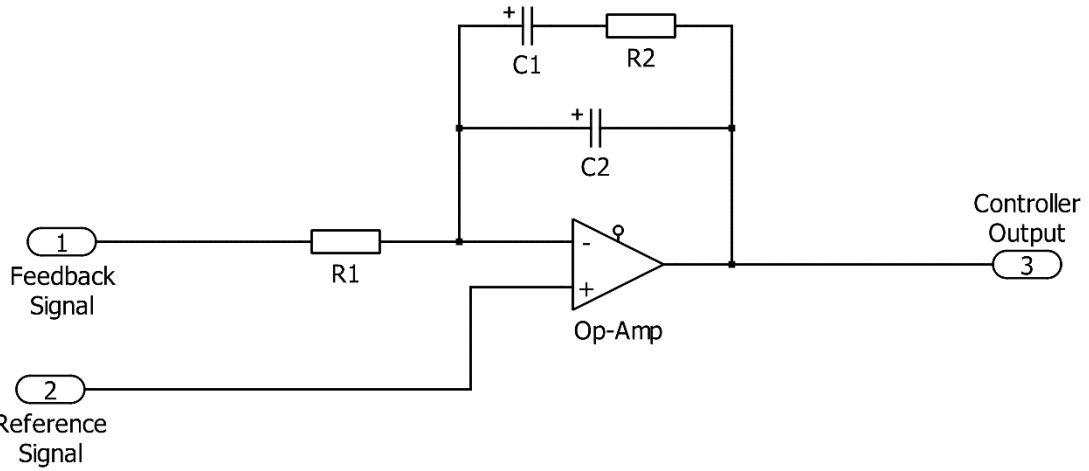 +
C1
R2
+
C2
Controller
Output
3
1
R1
-
+
Feedback
Signal
Op-Amp
2
Reference
Signal